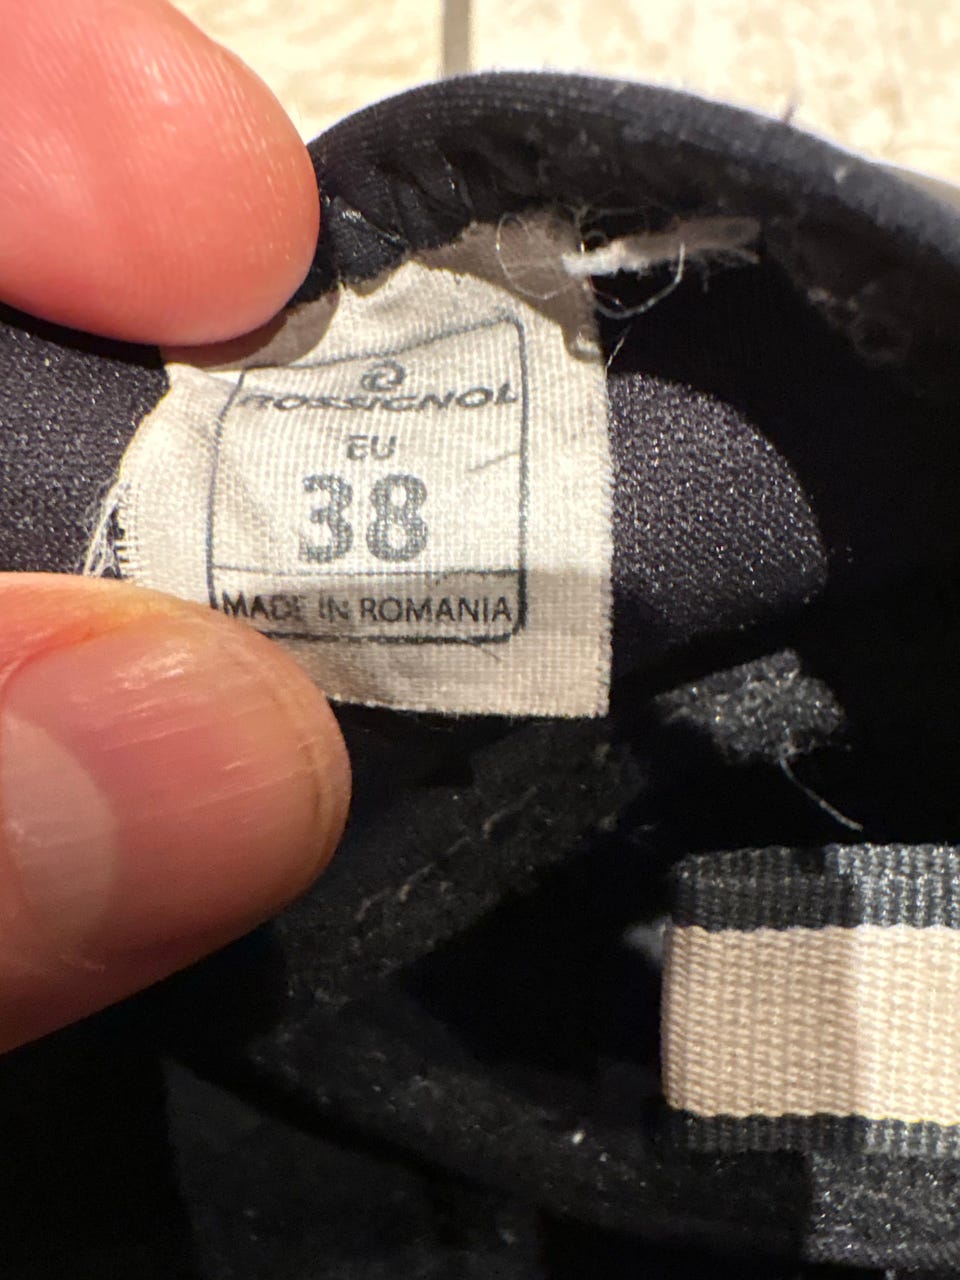 ROSSIGNOL
EU
38
MADE IN ROMANIA